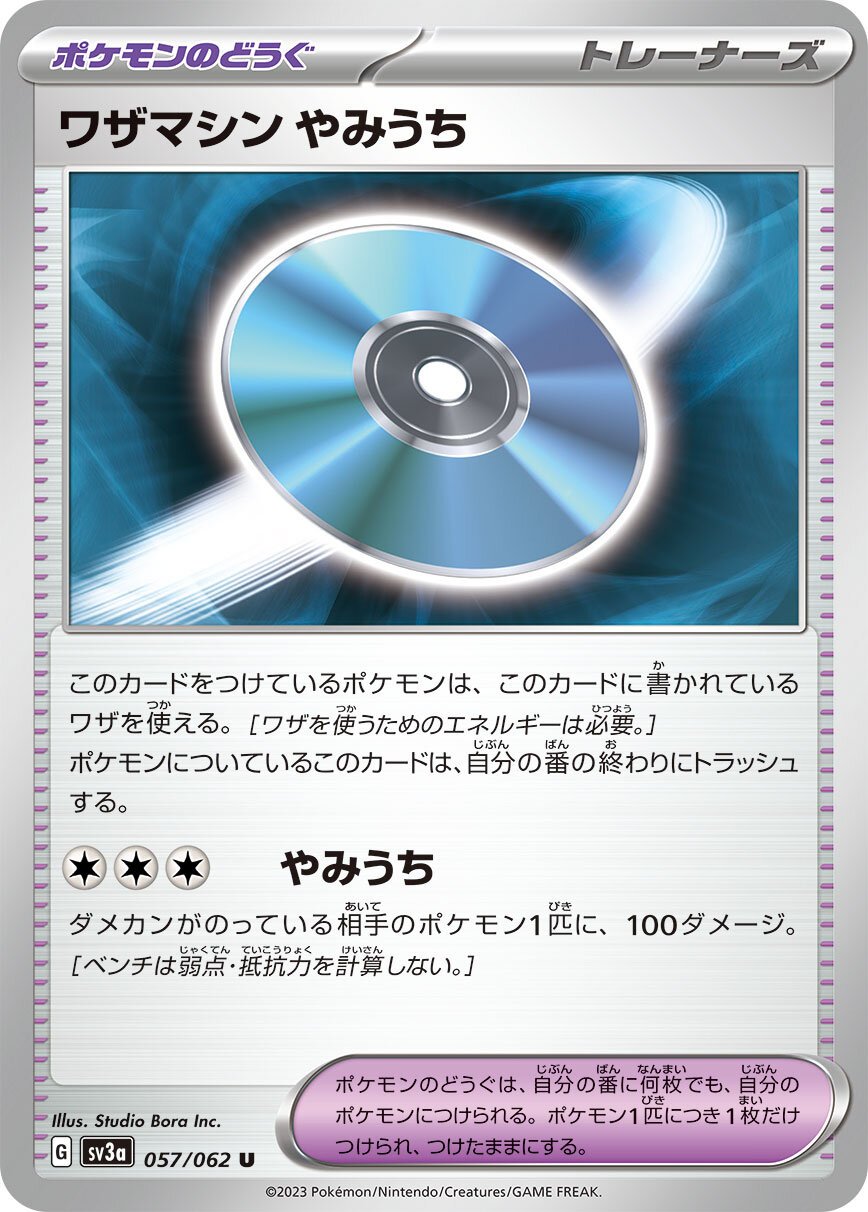 ポケモンのどうぐ
トレーナーズ
ワザマシン やみうち
このカードをつけているポケモンは、このカードに書かれている
ワザを使える。[ワザを使うためのエネルギーは必要。]
ポケモンについているこのカードは、自分の番の終わりにトラッシュ
する。
やみうち
ダメカンがのっている相手のポケモン1匹に、100ダメージ。
[ベンチは弱点・抵抗力を計算しない。]
ポケモンのどうぐは、自分の番に何枚でも、自分の
ポケモンにつけられる。ポケモン1匹につき1枚だけ
つけられ、つけたままにする。
Illus. Studio Bora Inc.
G sv3a 057/062 U
©2023 Pokémon/Nintendo/Creatures/GAME FREAK.